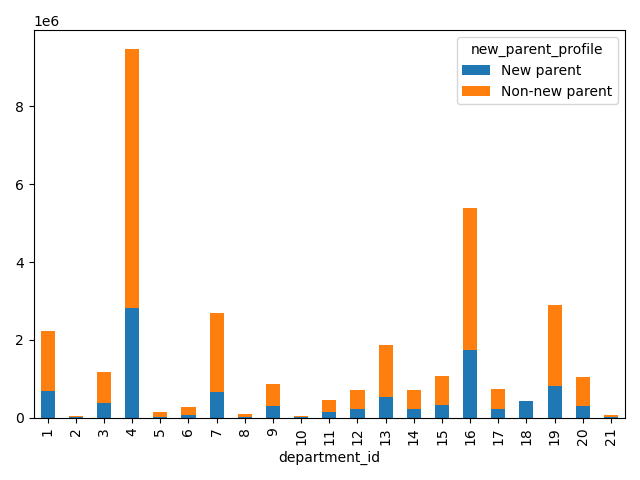 1e6
new_parent_profile
New parent
Non-new parent
8
6
4
2
0
1 2 3 4 5 6 7 8 9 10 11 12 13 14 15 16 17 18 19 20 21
department_id